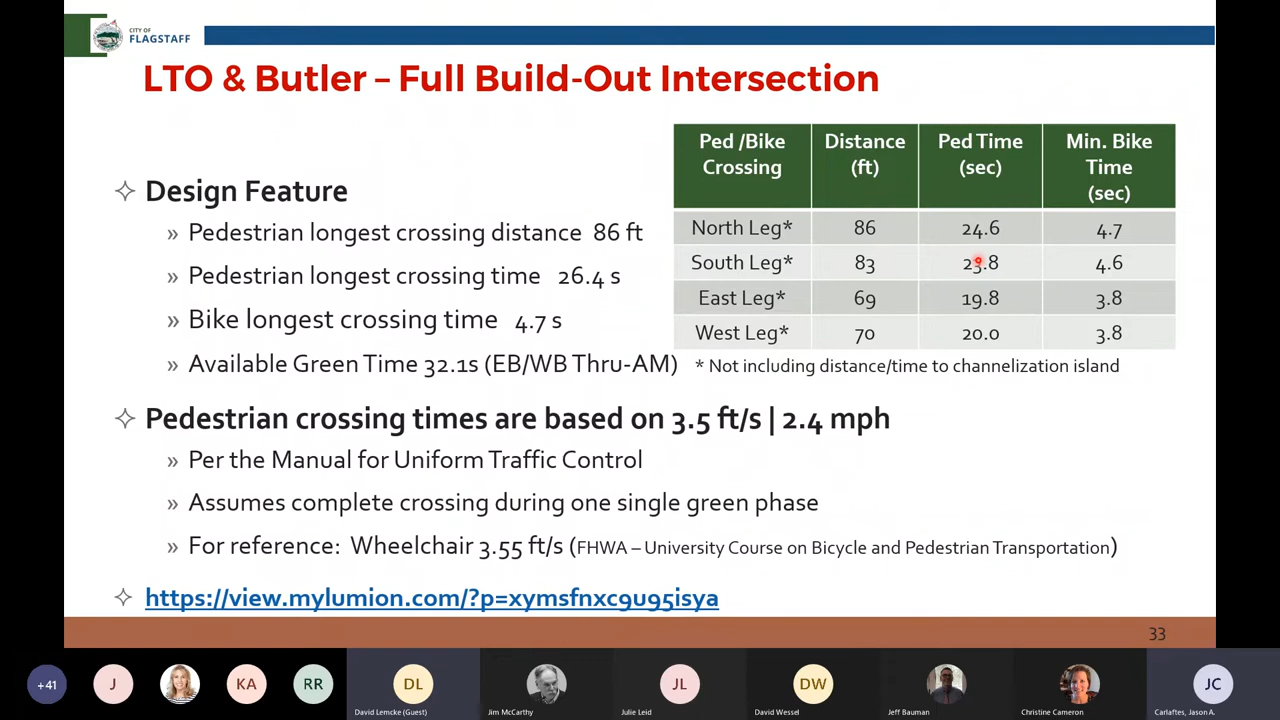 CITY OF
FLAGSTAFF
LTO & Butler – Full Build-Out Intersection
Design Feature
» Pedestrian longest crossing distance 86 ft
» Pedestrian longest crossing time 26.4 s
» Bike longest crossing time 4.7 s
» Available Green Time 32.1s (EB/WB Thru-AM)
Ped /Bike Crossing Distance (ft) Ped Time (sec) Min. Bike Time (sec)
North Leg* 86 24.6 4.7
South Leg* 83 23.8 4.6
East Leg* 69 19.8 3.8
West Leg* 70 20.0 3.8
* Not including distance/time to channelization island
Pedestrian crossing times are based on 3.5 ft/s | 2.4 mph
» Per the Manual for Uniform Traffic Control
» Assumes complete crossing during one single green phase
» For reference: Wheelchair 3.55 ft/s (FHWA – University Course on Bicycle and Pedestrian Transportation)
https://view.mylumion.com/?p=xymsfnxc9u95isya
33
+41 J KA RR DL JL DW JC
David Lemcke (Guest) Jim McCarthy Julie Leid David Wessel Jeff Bauman Christine Cameron Carlaftes, Jason A.